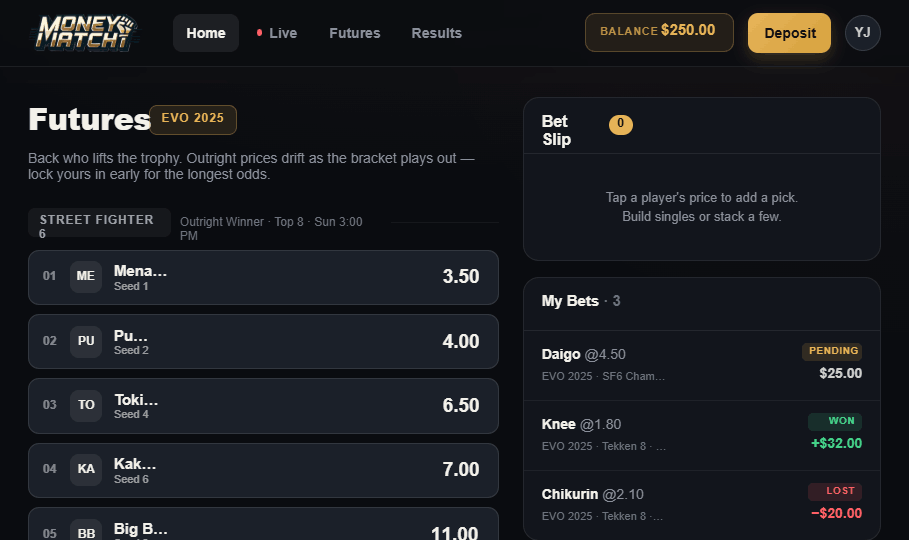 MONEY MATCH!
Home
Live
Futures
Results
BALANCE $250.00
Deposit
YJ
Futures
EVO 2025
Back who lifts the trophy. Outright prices drift as the bracket plays out —
lock yours in early for the longest odds.
STREET FIGHTER
6
Outright Winner · Top 8 · Sun 3:00
PM
01 ME Mena... 3.50
Seed 1
02 PU Pu... 4.00
Seed 2
03 TO Toki... 6.50
Seed 4
04 KA Kak... 7.00
Seed 6
05 BB Big B... 11.00
Bet
Slip
0
Tap a player's price to add a pick.
Build singles or stack a few.
My Bets · 3
Daigo @4.50 PENDING
EVO 2025 · SF6 Cham... $25.00
Knee @1.80 WON
EVO 2025 · Tekken 8 · ... +$32.00
Chikurin @2.10 LOST
EVO 2025 · Tekken 8 ·... −$20.00